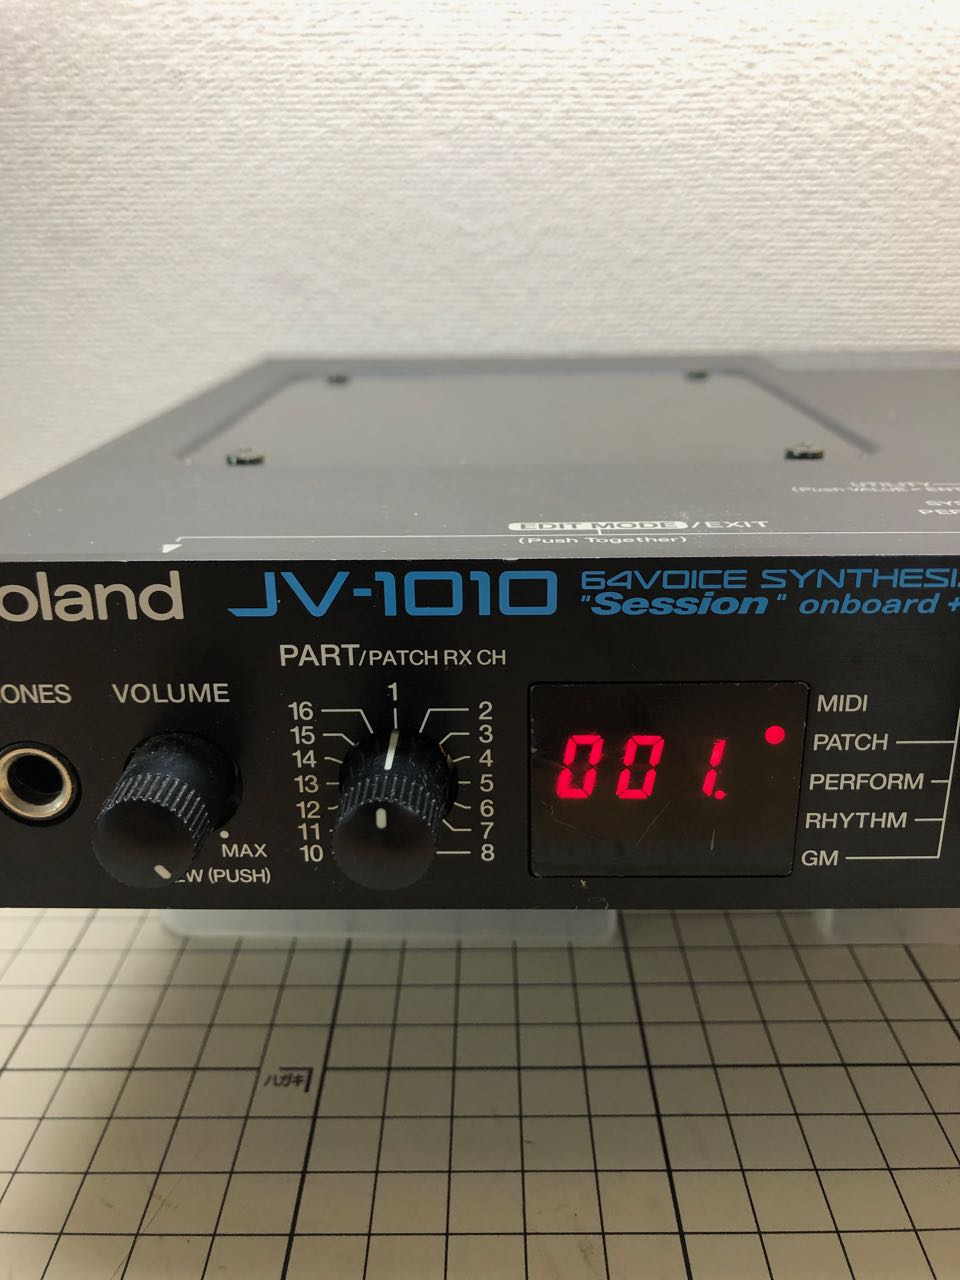 UTILITY
(Push VALUE
EDIT MODE/EXIT
(Push Together)
oland JV-1010 64VOICE SYNTHESI
"Session" onboard +
PART/PATCH RX CH
ONES VOLUME
1
16 2
15 3
14 4
13 5
12 6
11 7
10 8
MAX
(PUSH)
001.
MIDI
PATCH
PERFORM
RHYTHM
GM
ハガキ